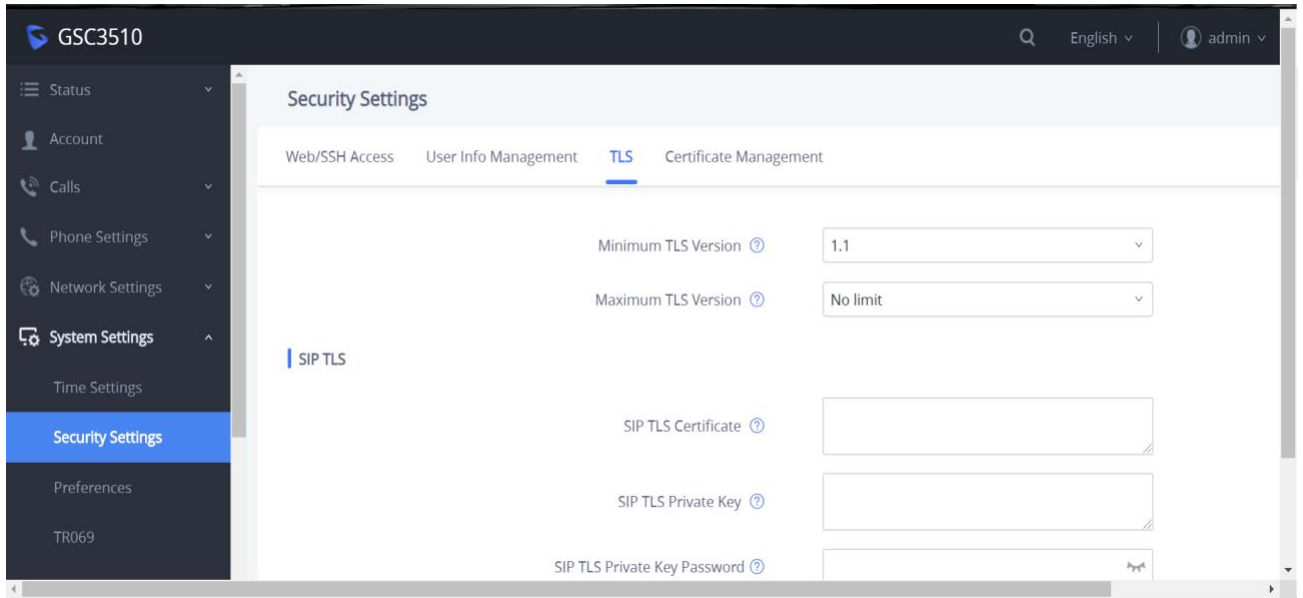 GSC3510
English
admin
Status
Account
Calls
Phone Settings
Network Settings
System Settings
Time Settings
Security Settings
Preferences
TR069
Security Settings
Web/SSH Access User Info Management TLS Certificate Management
Minimum TLS Version ? 1.1
Maximum TLS Version ? No limit
SIP TLS
SIP TLS Certificate ?
SIP TLS Private Key ?
SIP TLS Private Key Password ?